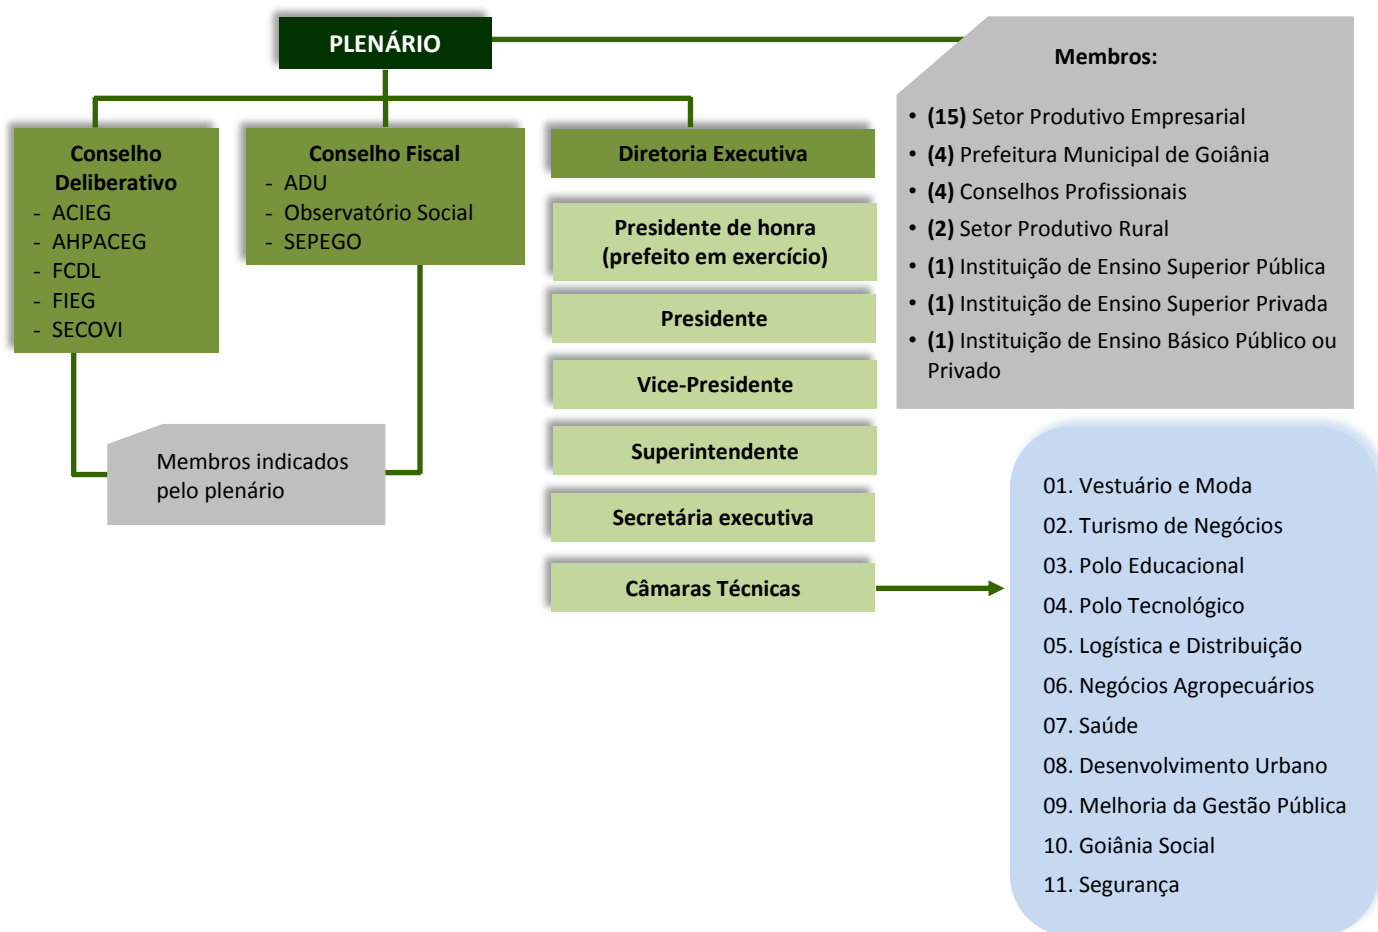 PLENÁRIO
Membros:
• (15) Setor Produtivo Empresarial
• (4) Prefeitura Municipal de Goiânia
• (4) Conselhos Profissionais
• (2) Setor Produtivo Rural
• (1) Instituição de Ensino Superior Pública
• (1) Instituição de Ensino Superior Privada
• (1) Instituição de Ensino Básico Público ou
Privado
Conselho
Deliberativo
- ACIEG
- AHPACEG
- FCDL
- FIEG
- SECOVI
Conselho Fiscal
- ADU
- Observatório Social
- SEPEGO
Membros indicados
pelo plenário
Diretoria Executiva
Presidente de honra
(prefeito em exercício)
Presidente
Vice-Presidente
Superintendente
Secretária executiva
Câmaras Técnicas
01. Vestuário e Moda
02. Turismo de Negócios
03. Polo Educacional
04. Polo Tecnológico
05. Logística e Distribuição
06. Negócios Agropecuários
07. Saúde
08. Desenvolvimento Urbano
09. Melhoria da Gestão Pública
10. Goiânia Social
11. Segurança